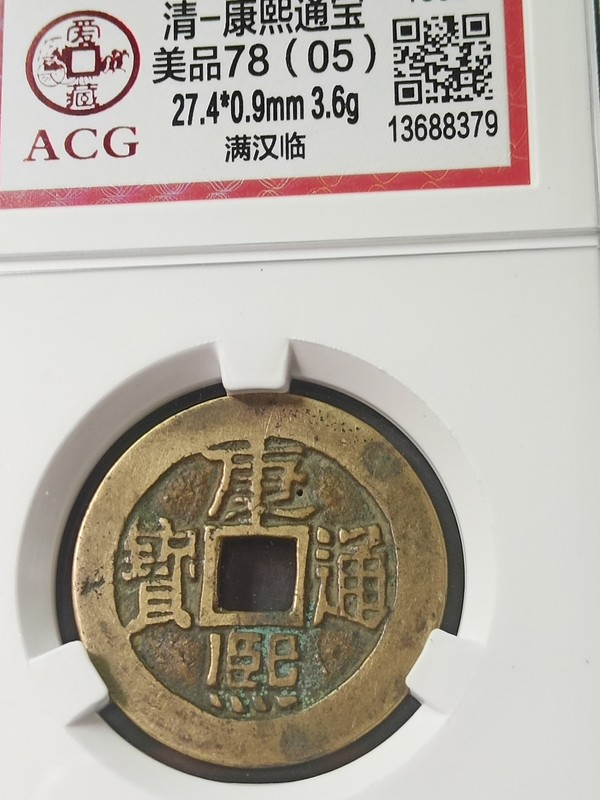 清-康熙通宝
美品78（05）
27.4*0.9mm 3.6g
满汉临
13688379
爱藏
ACG
康熙通寶